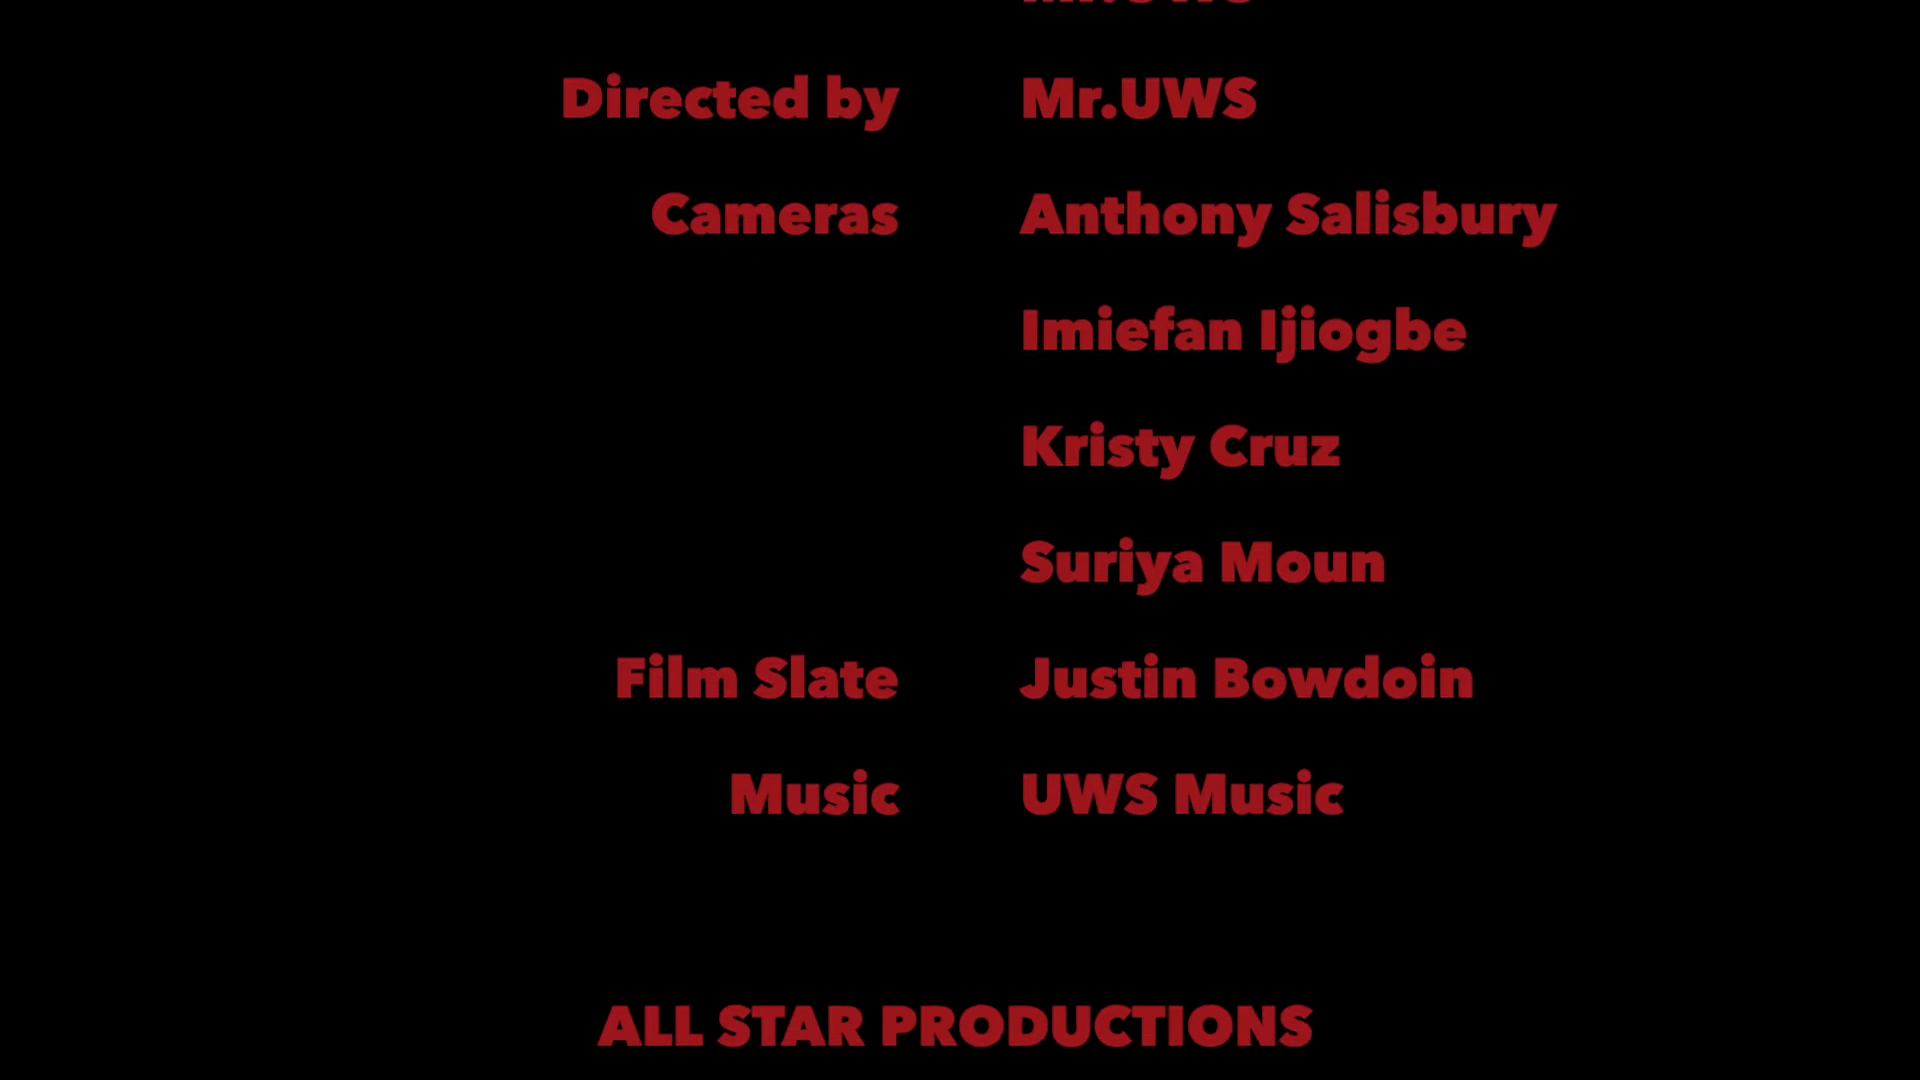 Directed by Mr.UWS
Cameras Anthony Salisbury
Imiefan Ijiogbe
Kristy Cruz
Suriya Moun
Film Slate Justin Bowdoin
Music UWS Music
ALL STAR PRODUCTIONS